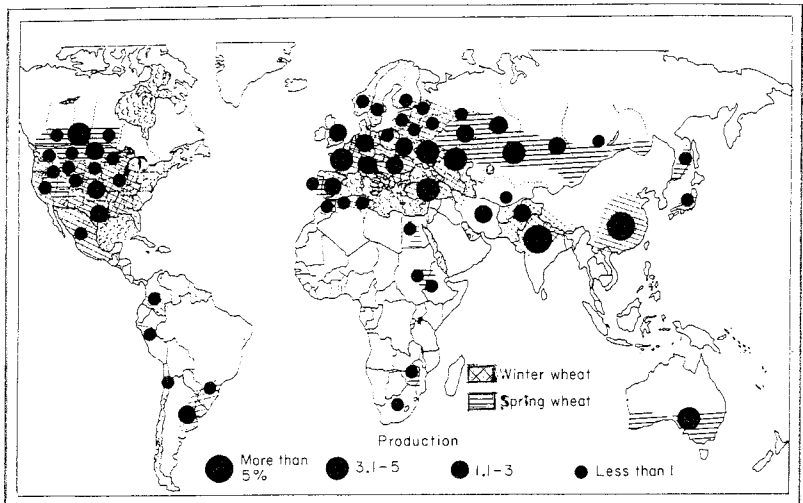 Winter wheat
Spring wheat
Production
More than
5%
3.1-5
1.1-3
Less than 1